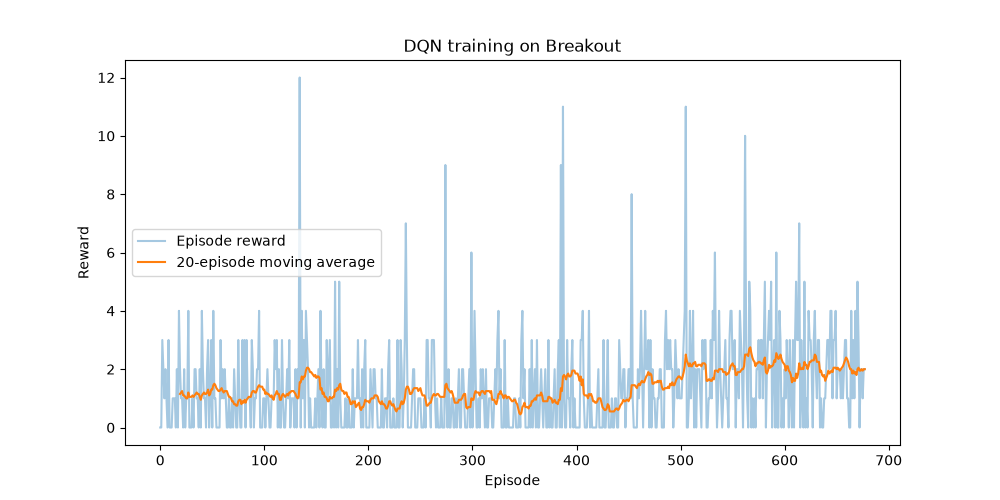 DQN training on Breakout
12
10
8
6
4
2
0
Reward
Episode reward
20-episode moving average
0 100 200 300 400 500 600 700
Episode